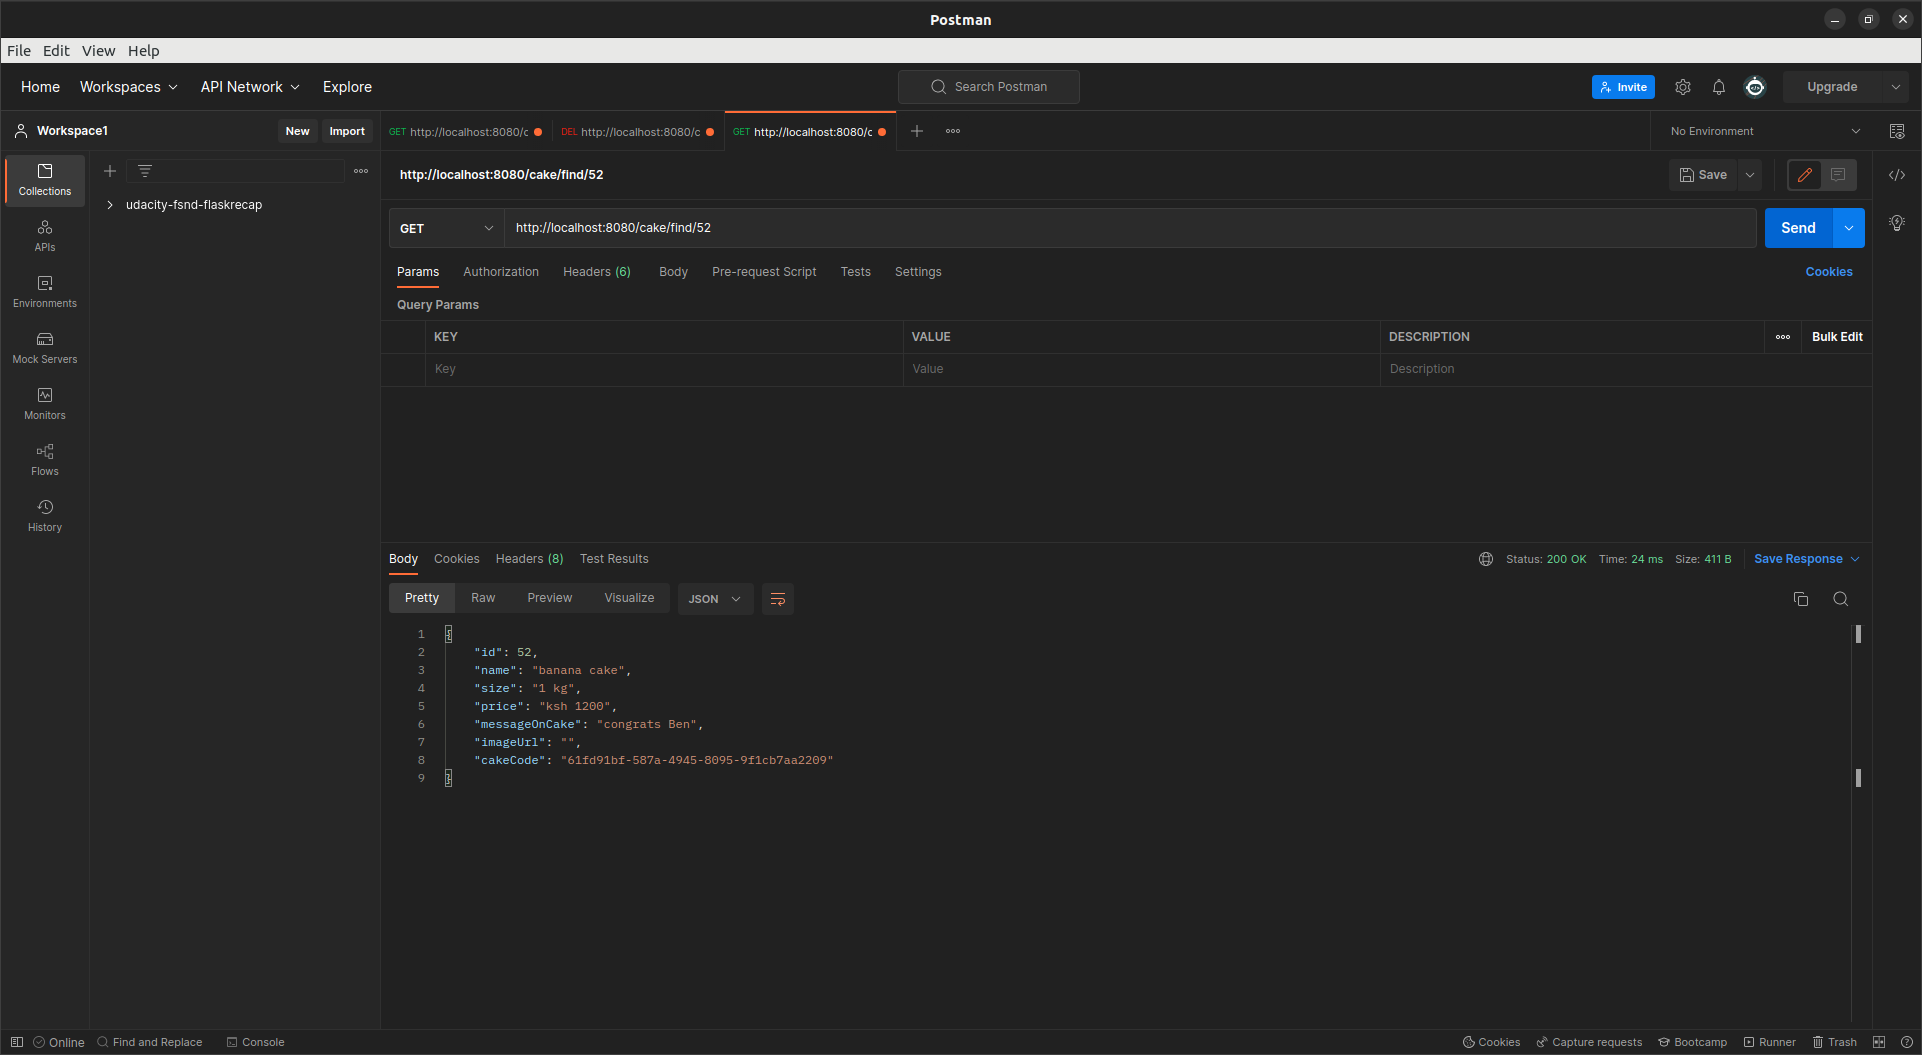 Postman
File Edit View Help
Home Workspaces API Network Explore Search Postman Invite Upgrade
Workspace1 New Import GET http://localhost:8080/c DEL http://localhost:8080/c GET http://localhost:8080/c No Environment
Collections
APIs
Environments
Mock Servers
Monitors
Flows
History
udacity-fsnd-flaskrecap
http://localhost:8080/cake/find/52 Save
GET http://localhost:8080/cake/find/52 Send
Params Authorization Headers (6) Body Pre-request Script Tests Settings Cookies
Query Params
KEY VALUE DESCRIPTION Bulk Edit
Key Value Description
Body Cookies Headers (8) Test Results Status: 200 OK Time: 24 ms Size: 411 B Save Response
Pretty Raw Preview Visualize JSON
1 {
2 "id": 52,
3 "name": "banana cake",
4 "size": "1 kg",
5 "price": "ksh 1200",
6 "messageOnCake": "congrats Ben",
7 "imageUrl": "",
8 "cakeCode": "61fd91bf-587a-4945-8095-9f1cb7aa2209"
9 }
Online Find and Replace Console Cookies Capture requests Bootcamp Runner Trash